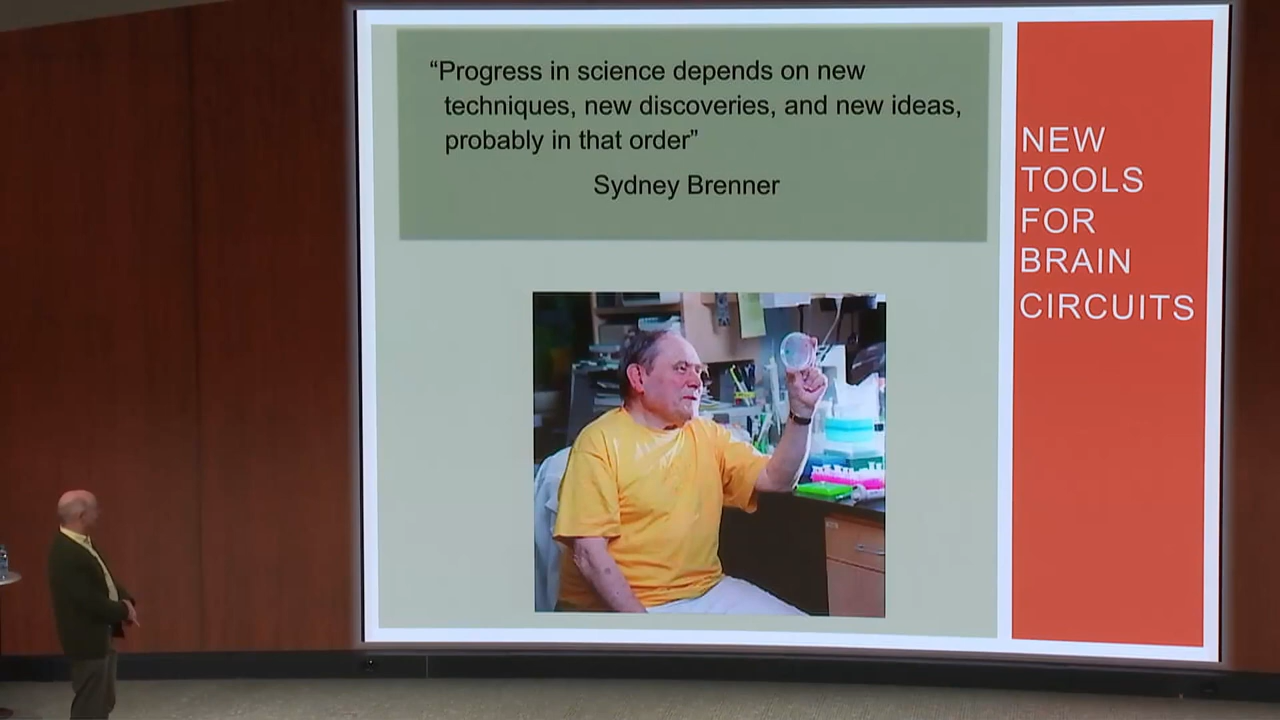 “Progress in science depends on new
techniques, new discoveries, and new ideas,
probably in that order”
Sydney Brenner
NEW
TOOLS
FOR
BRAIN
CIRCUITS